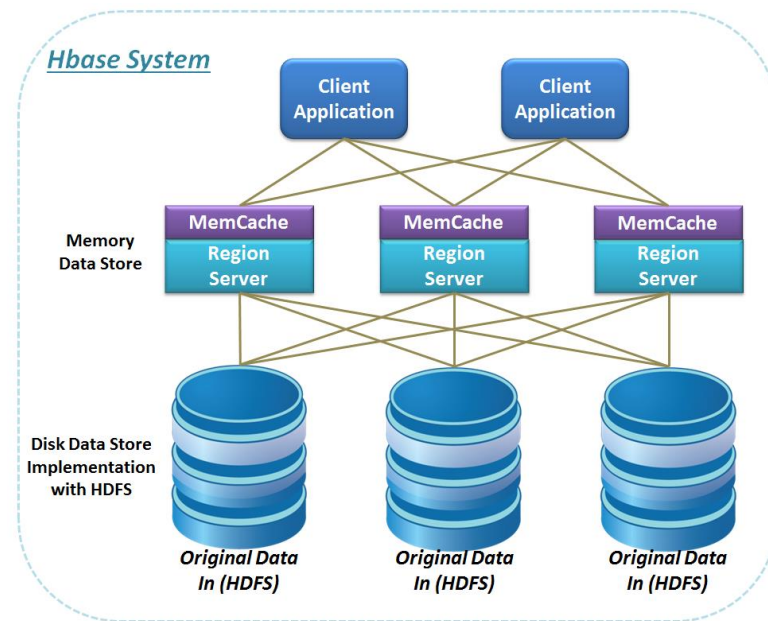 Hbase System
Client
Application
Client
Application
Memory
Data Store
MemCache
Region
Server
MemCache
Region
Server
MemCache
Region
Server
Disk Data Store
Implementation
with HDFS
Original Data
In (HDFS)
Original Data
In (HDFS)
Original Data
In (HDFS)